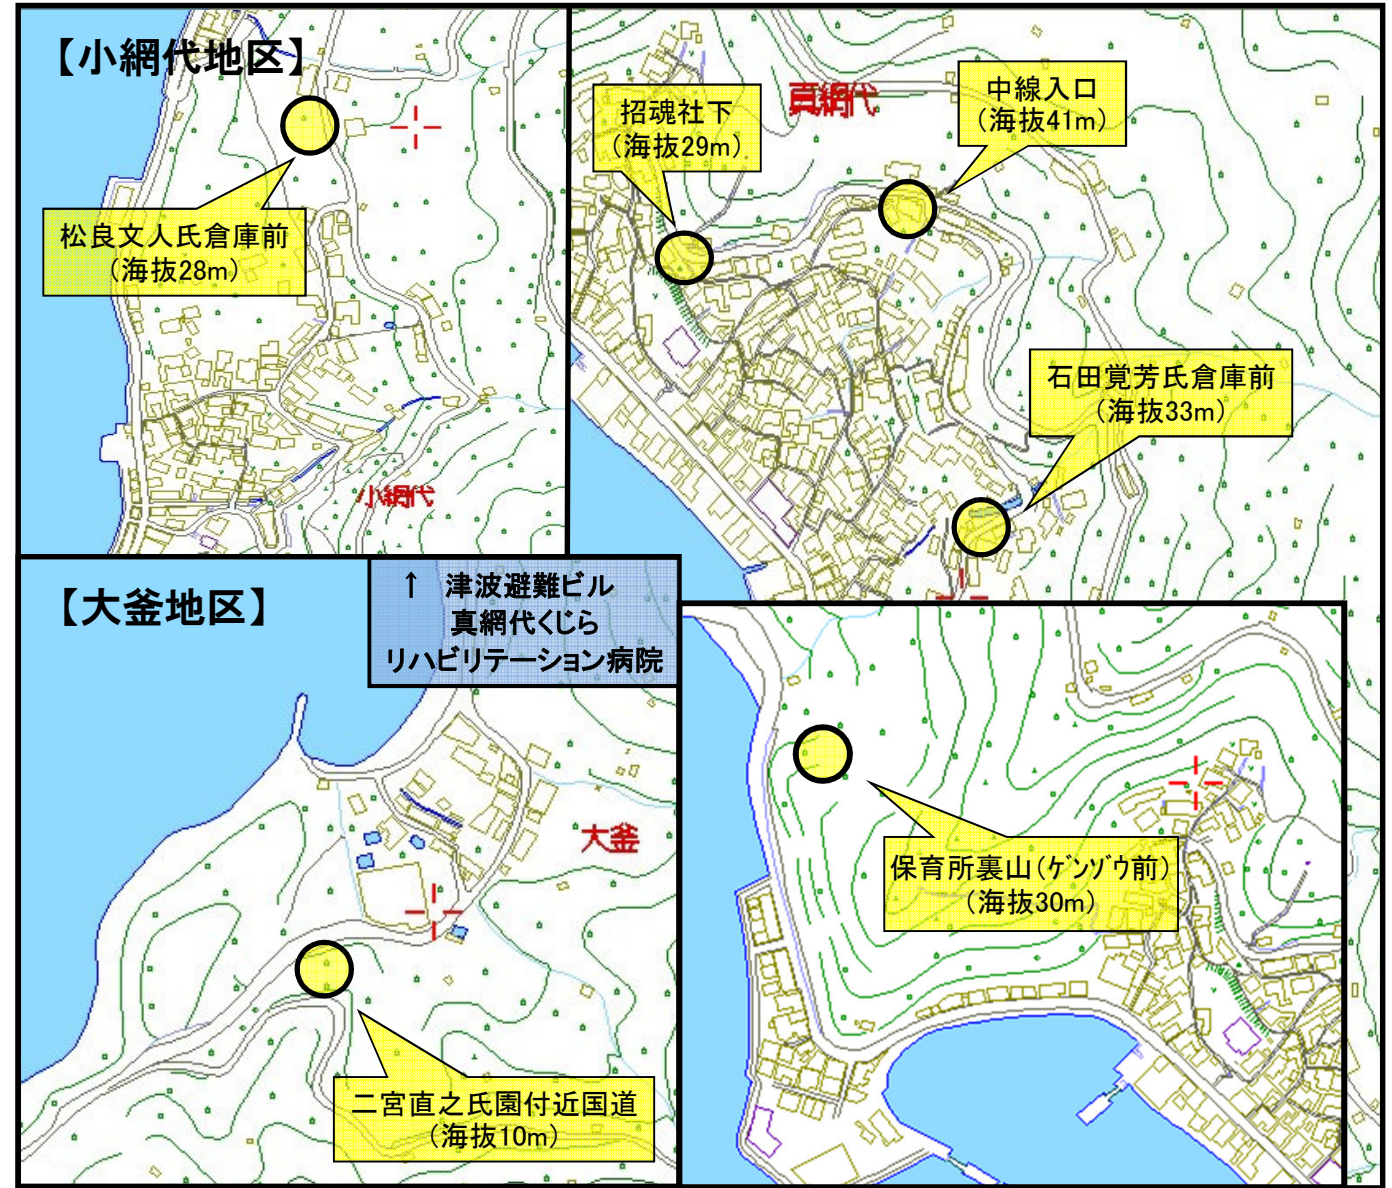 【小網代地区】
松良文人氏倉庫前
(海抜28m)
小網代
真網代
招魂社下
(海抜29m)
中線入口
(海抜41m)
石田覚芳氏倉庫前
(海抜33m)
【大釜地区】
↑ 津波避難ビル
真網代くじら
リハビリテーション病院
大釜
二宮直之氏園付近国道
(海抜10m)
保育所裏山(ｹﾞﾝｿﾞｳ前)
(海抜30m)